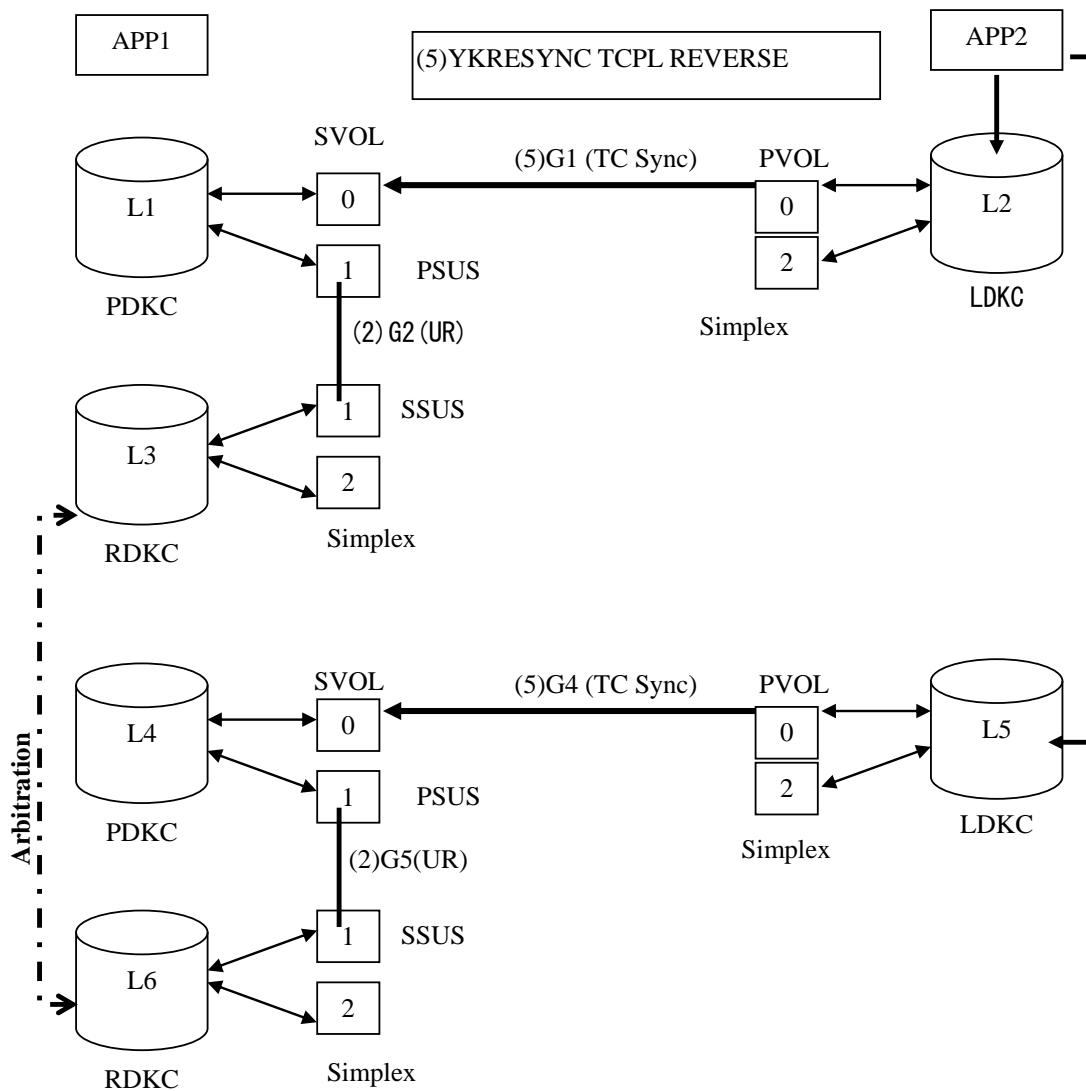 APP1
(5)YKRESYNC TCPL REVERSE
APP2
SVOL
(5)G1 (TC Sync)
PVOL
L1
0
0
L2
1
PSUS
2
PDKC
LDKC
Simplex
(2)G2(UR)
1
SSUS
L3
2
RDKC
Simplex
SVOL
(5)G4 (TC Sync)
PVOL
L4
0
0
L5
1
PSUS
2
PDKC
LDKC
Simplex
Arbitration
(2)G5(UR)
1
SSUS
L6
2
RDKC
Simplex